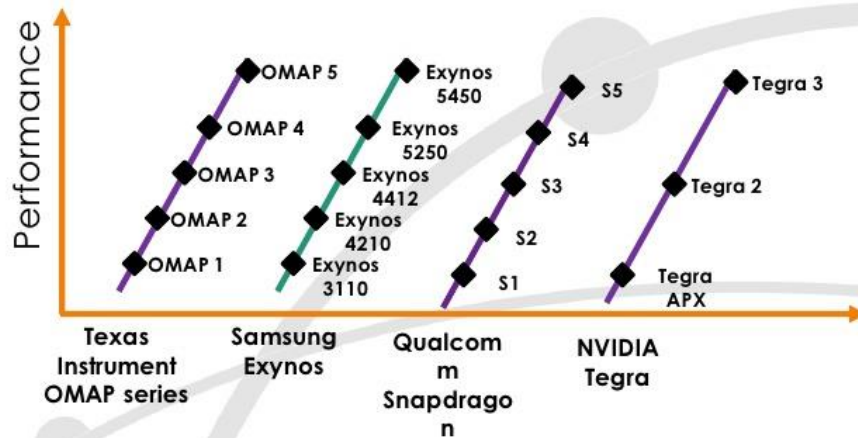 Performance
OMAP 5
OMAP 4
OMAP 3
OMAP 2
OMAP 1
Exynos
5450
Exynos
5250
Exynos
4412
Exynos
4210
Exynos
3110
S5
S4
S3
S2
S1
Tegra 3
Tegra 2
Tegra
APX
Texas
Instrument
OMAP series
Samsung
Exynos
Qualcom
m
Snapdrago
n
NVIDIA
Tegra